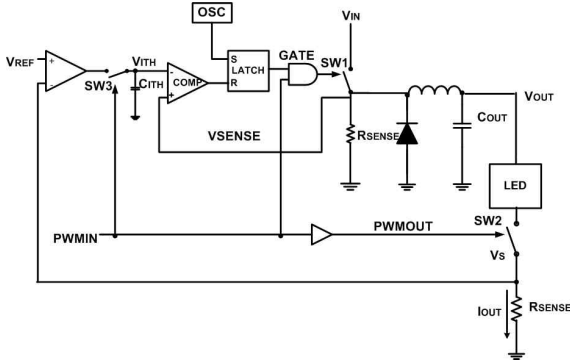 OSC
VIN
GATE
SW1
VREF
+
-
SW3
VITH
CITH
-
+
COMP
S
R
LATCH
VSENSE
RSENSE
COUT
VOUT
LED
SW2
PWMIN
PWMOUT
VS
IOUT
RSENSE